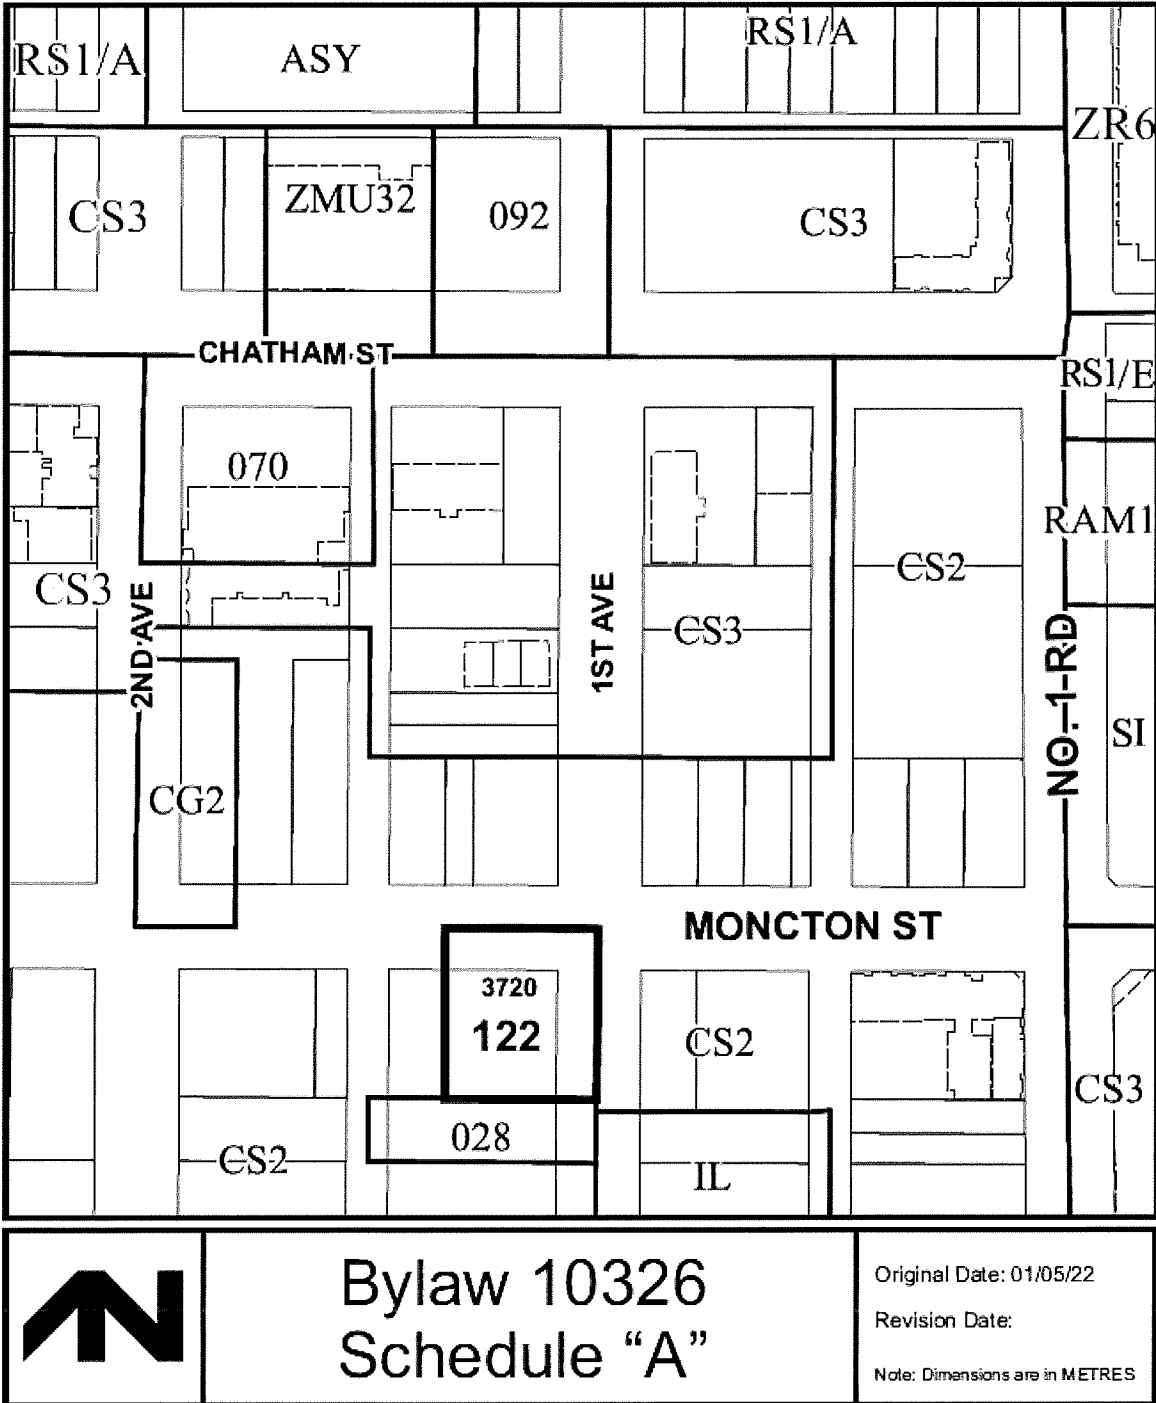 RS1/A
ASY
RS1/A
ZR6
CS3
ZMU32
092
CS3
CHATHAM ST
RS1/E
070
RAM1
CS2
CS3
2ND AVE
1ST AVE
CS3
NO. 1 RD
SI
CG2
MONCTON ST
3720
122
CS2
CS3
028
CS2
IL
N
Bylaw 10326
Schedule “A”
Original Date: 01/05/22
Revision Date:
Note: Dimensions are in METRES